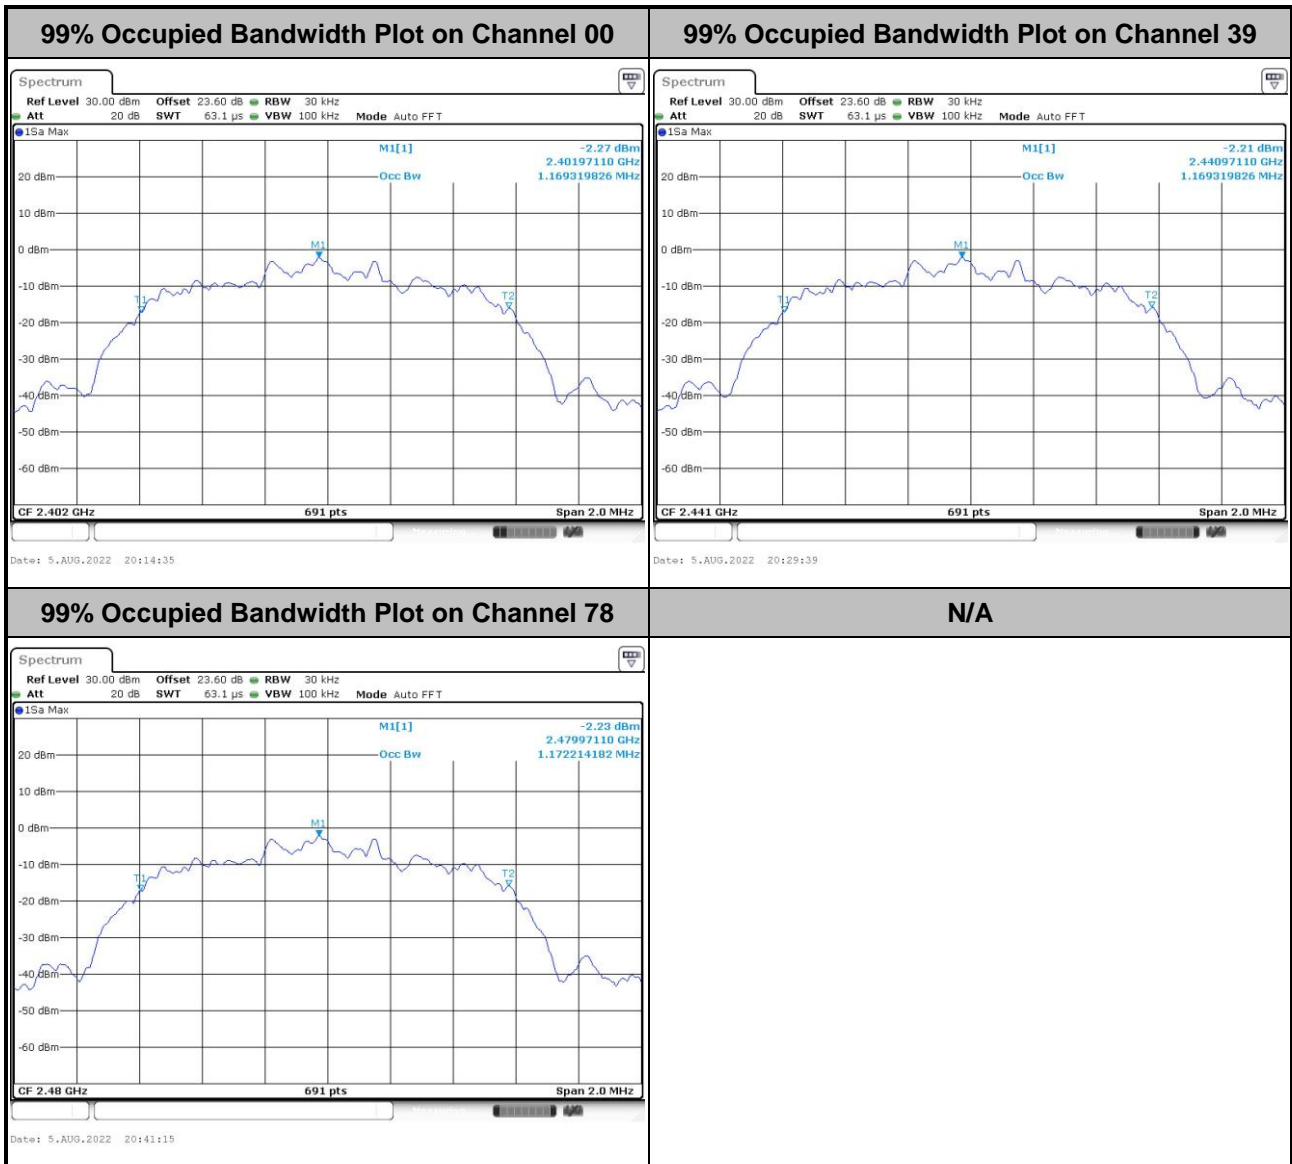 99% Occupied Bandwidth Plot on Channel 00
Spectrum
Ref Level 30.00 dBm Offset 23.60 dB RBW 30 kHz
Att 20 dB SWT 63.1 µs VBW 100 kHz Mode Auto FFT
1Sa Max
M1[1] -2.27 dBm
2.40197110 GHz
Occ Bw 1.169319826 MHz
20 dBm
10 dBm
0 dBm
M1
-10 dBm
T1
T2
-20 dBm
-30 dBm
-40 dBm
-50 dBm
-60 dBm
CF 2.402 GHz 691 pts Span 2.0 MHz
Date: 5.AUG.2022 20:14:35
99% Occupied Bandwidth Plot on Channel 39
Spectrum
Ref Level 30.00 dBm Offset 23.60 dB RBW 30 kHz
Att 20 dB SWT 63.1 µs VBW 100 kHz Mode Auto FFT
1Sa Max
M1[1] -2.21 dBm
2.44097110 GHz
Occ Bw 1.169319826 MHz
20 dBm
10 dBm
0 dBm
M1
-10 dBm
T1
T2
-20 dBm
-30 dBm
-40 dBm
-50 dBm
-60 dBm
CF 2.441 GHz 691 pts Span 2.0 MHz
Date: 5.AUG.2022 20:29:39
99% Occupied Bandwidth Plot on Channel 78
Spectrum
Ref Level 30.00 dBm Offset 23.60 dB RBW 30 kHz
Att 20 dB SWT 63.1 µs VBW 100 kHz Mode Auto FFT
1Sa Max
M1[1] -2.23 dBm
2.47997110 GHz
Occ Bw 1.172214182 MHz
20 dBm
10 dBm
0 dBm
M1
-10 dBm
T1
T2
-20 dBm
-30 dBm
-40 dBm
-50 dBm
-60 dBm
CF 2.48 GHz 691 pts Span 2.0 MHz
Date: 5.AUG.2022 20:41:15
N/A